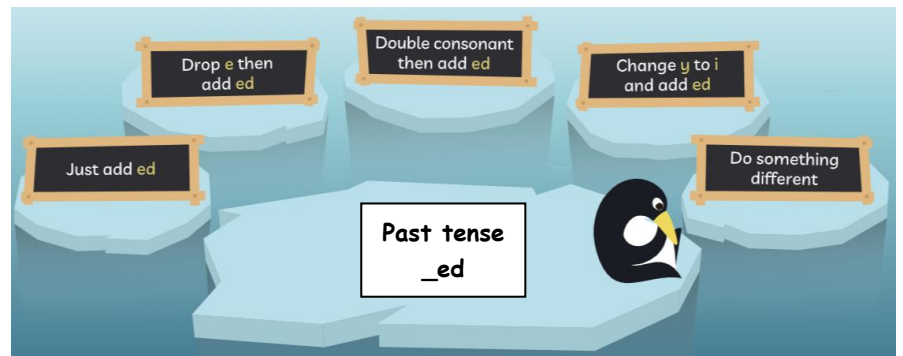 Just add ed
Drop e then
add ed
Double consonant
then add ed
Change y to i
and add ed
Do something
different
Past tense
_ed